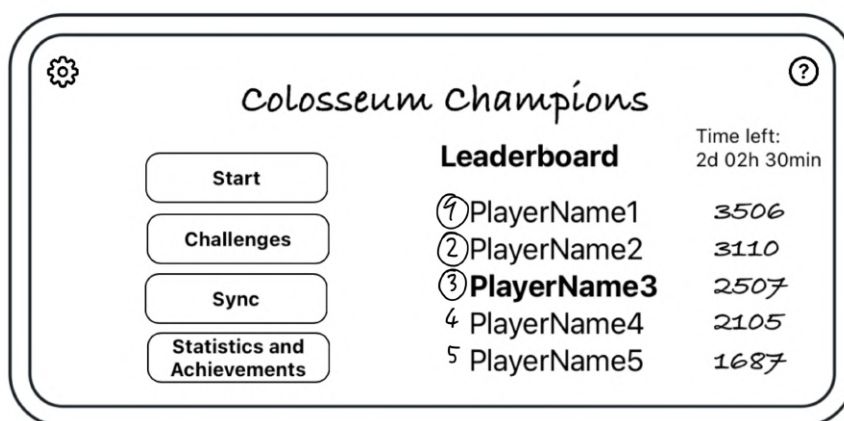 ?
Colosseum Champions
Start
Challenges
Sync
Statistics and
Achievements
Leaderboard
Time left:
2d 02h 30min
1 PlayerName1 3506
2 PlayerName2 3110
3 PlayerName3 2507
4 PlayerName4 2105
5 PlayerName5 1687